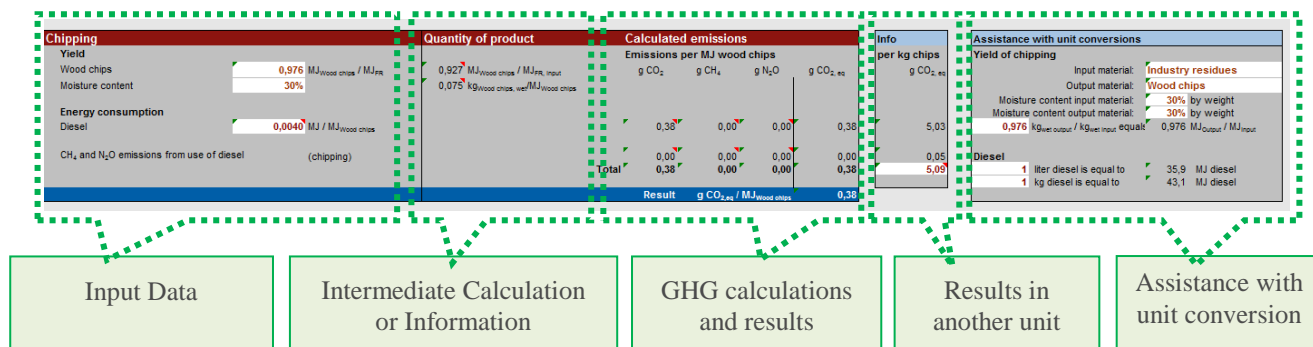 Chipping Quantity of product Calculated emissions Info Assistance with unit conversions
Yield Emissions per MJ wood chips per kg chips Yield of chipping
Wood chips 0,976 MJWood chips / MJFR 0,927 MJWood chips / MJFR, input g CO2 g CH4 g N2O g CO2, eq g CO2, eq Input material: Industry residues
Moisture content 30% 0,075 kgWood chips, wet/MJWood chips Output material: Wood chips
Moisture content input material: 30% by weight
Energy consumption Moisture content output material: 30% by weight
Diesel 0,0040 MJ / MJWood chips 0,38 0,00 0,00 0,38 5,03 0,976 kgwet output / kgwet input equals 0,976 MJOutput / MJInput
CH4 and N2O emissions from use of diesel (chipping) 0,00 0,00 0,00 0,00 0,05 Diesel
Total 0,38 0,00 0,00 0,38 5,09 1 liter diesel is equal to 35,9 MJ diesel
1 kg diesel is equal to 43,1 MJ diesel
Result g CO2,eq / MJWood chips 0,38
Input Data
Intermediate Calculation
or Information
GHG calculations
and results
Results in
another unit
Assistance with
unit conversion